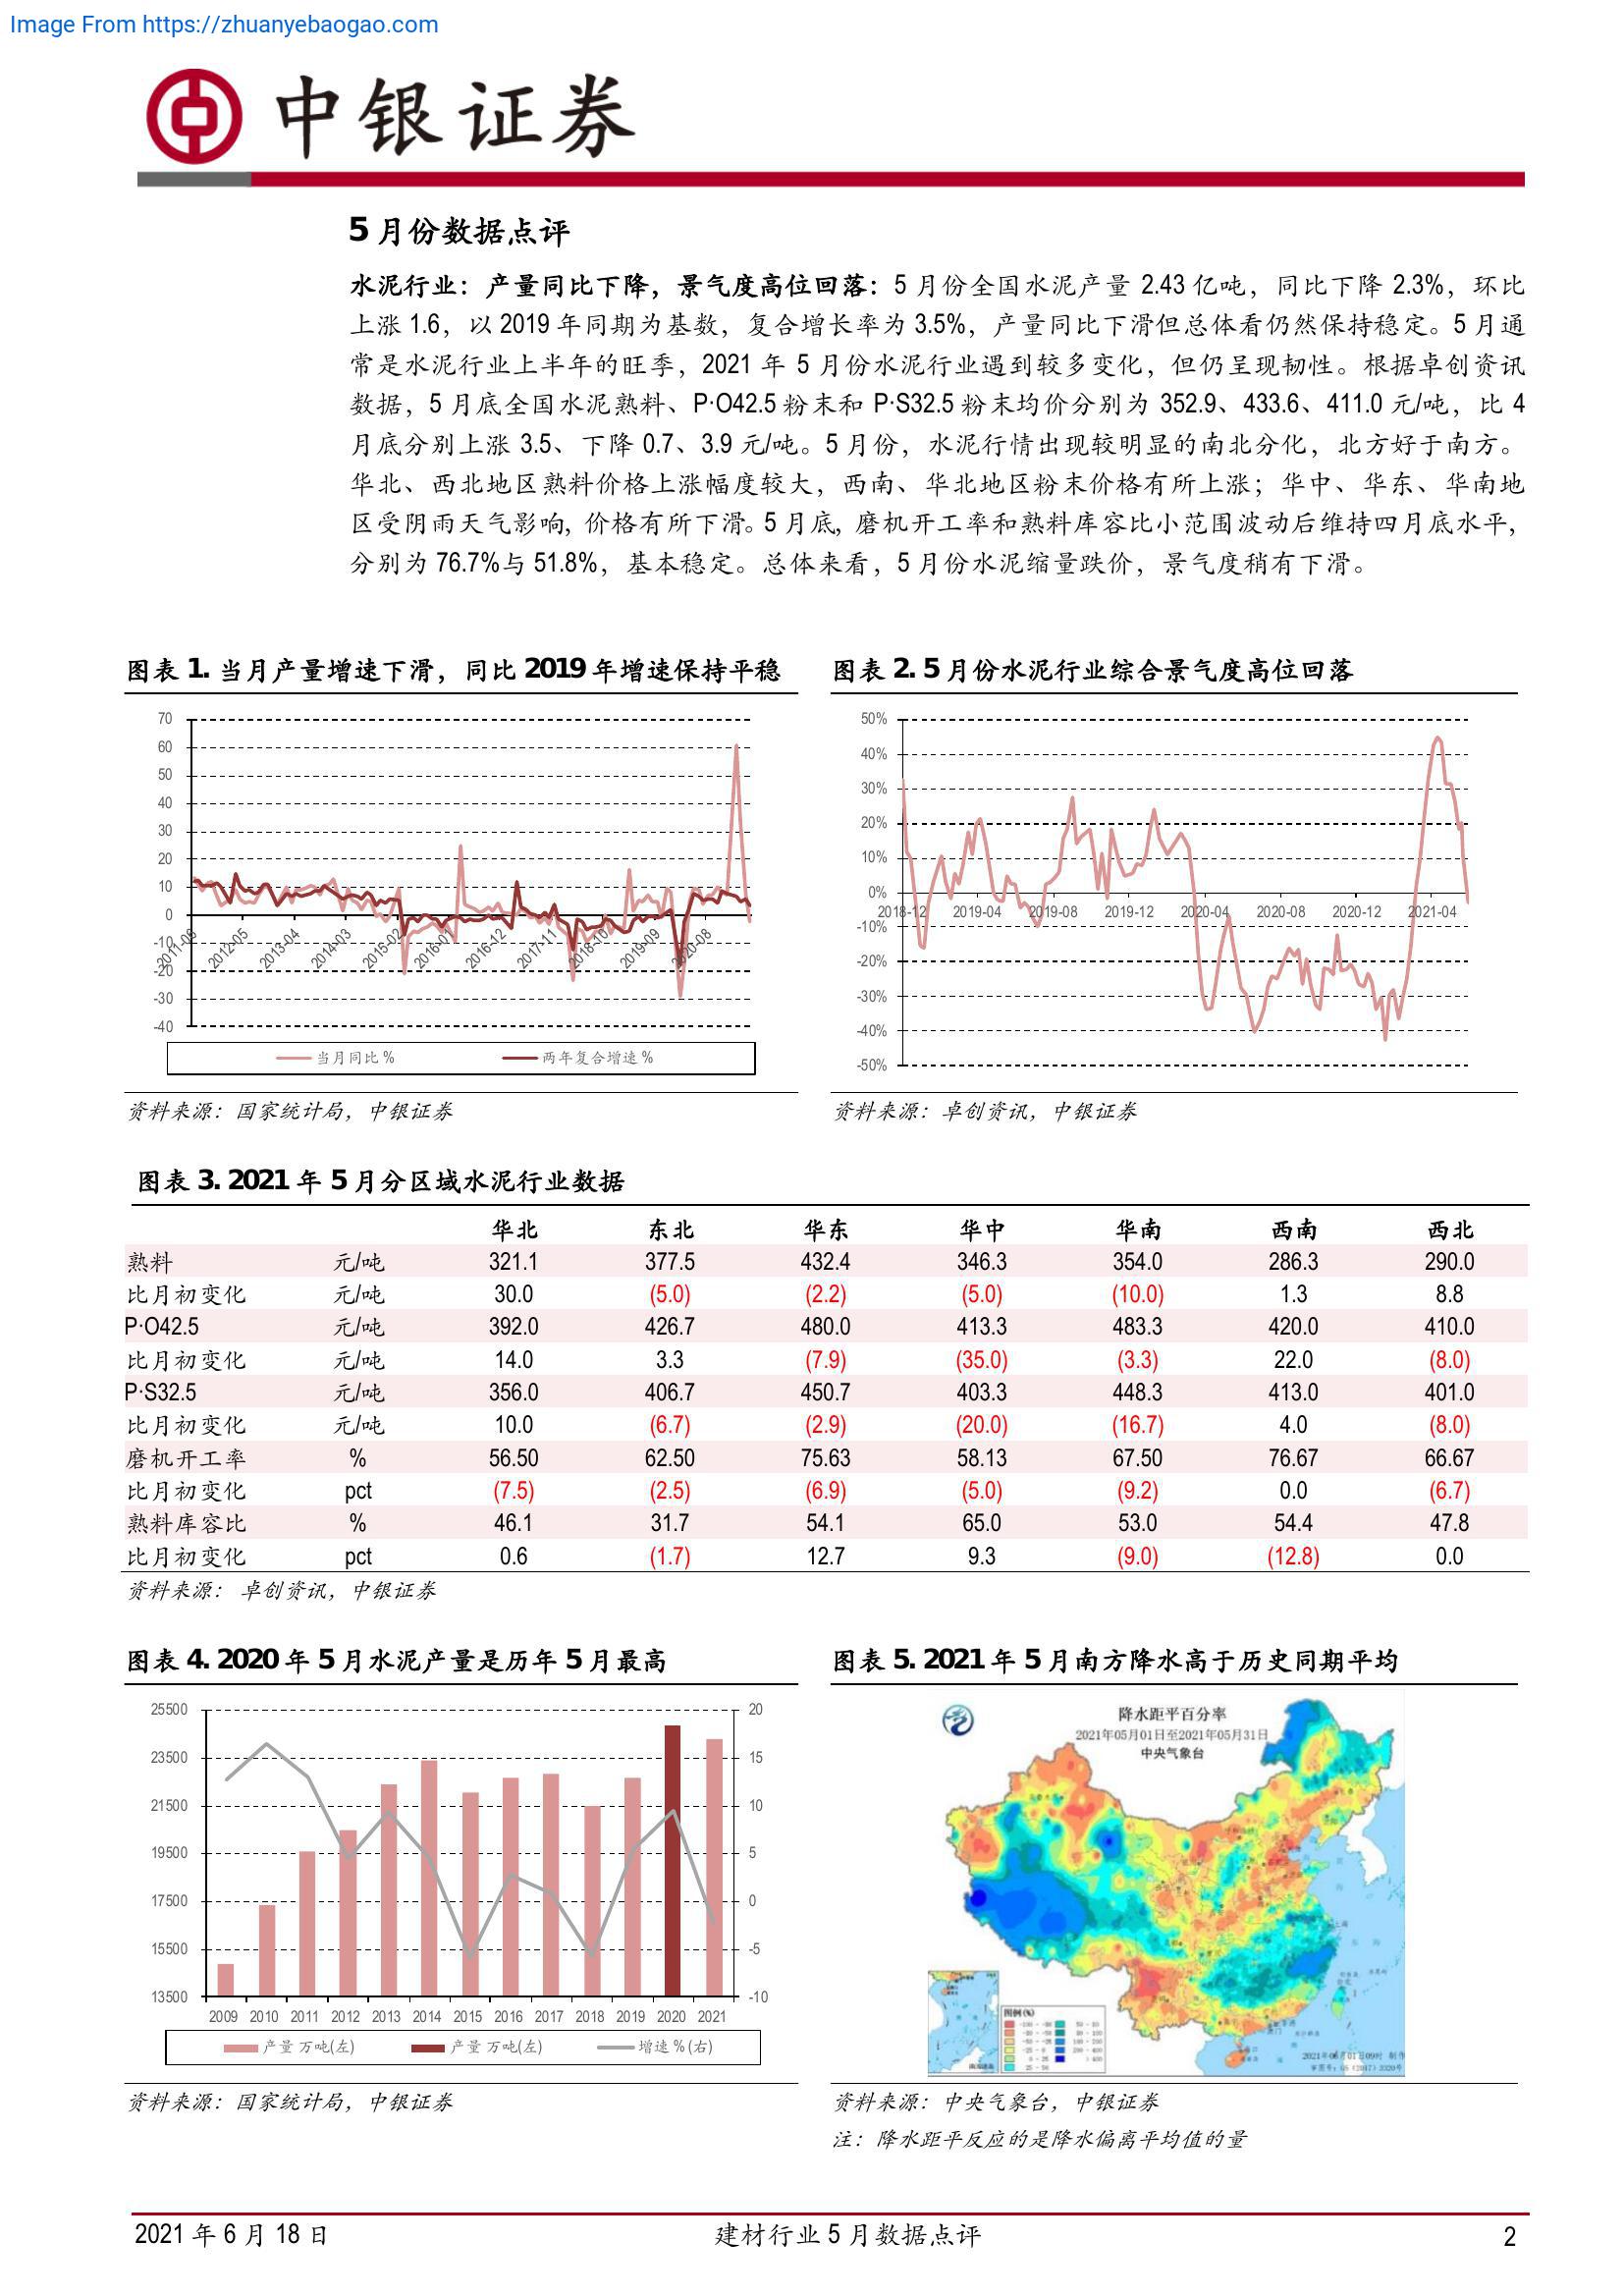 Image From https://zhuanyebaogao.com
中银证券
5 月份数据点评
水泥行业：产量同比下降，景气度高位回落：5 月份全国水泥产量 2.43 亿吨，同比下降 2.3%，环比
上涨 1.6，以 2019 年同期为基数，复合增长率为 3.5%，产量同比下滑但总体看仍然保持稳定。5 月通
常是水泥行业上半年的旺季，2021 年 5 月份水泥行业遇到较多变化，但仍呈现韧性。根据卓创资讯
数据，5 月底全国水泥熟料、P·O42.5 粉末和 P·S32.5 粉末均价分别为 352.9、433.6、411.0 元/吨，比 4
月底分别上涨 3.5、下降 0.7、3.9 元/吨。5 月份，水泥行情出现较明显的南北分化，北方好于南方。
华北、西北地区熟料价格上涨幅度较大，西南、华北地区粉末价格有所上涨；华中、华东、华南地
区受阴雨天气影响，价格有所下滑。5 月底，磨机开工率和熟料库容比小范围波动后维持四月底水平，
分别为 76.7%与 51.8%，基本稳定。总体来看，5 月份水泥缩量跌价，景气度稍有下滑。
图表 1. 当月产量增速下滑，同比 2019 年增速保持平稳
70
60
50
40
30
20
10
0
-10
-20
-30
-40
2011-06 2012-05 2013-04 2014-03 2015-02 2016-01 2016-12 2017-11 2018-10 2019-09 2020-08
当月同比 % 两年复合增速 %
资料来源：国家统计局，中银证券
图表 2. 5 月份水泥行业综合景气度高位回落
50%
40%
30%
20%
10%
0%
-10%
-20%
-30%
-40%
-50%
2018-12 2019-04 2019-08 2019-12 2020-04 2020-08 2020-12 2021-04
资料来源：卓创资讯，中银证券
图表 3. 2021 年 5 月分区域水泥行业数据
华北 东北 华东 华中 华南 西南 西北
熟料 元/吨 321.1 377.5 432.4 346.3 354.0 286.3 290.0
比月初变化 元/吨 30.0 (5.0) (2.2) (5.0) (10.0) 1.3 8.8
P·O42.5 元/吨 392.0 426.7 480.0 413.3 483.3 420.0 410.0
比月初变化 元/吨 14.0 3.3 (7.9) (35.0) (3.3) 22.0 (8.0)
P·S32.5 元/吨 356.0 406.7 450.7 403.3 448.3 413.0 401.0
比月初变化 元/吨 10.0 (6.7) (2.9) (20.0) (16.7) 4.0 (8.0)
磨机开工率 % 56.50 62.50 75.63 58.13 67.50 76.67 66.67
比月初变化 pct (7.5) (2.5) (6.9) (5.0) (9.2) 0.0 (6.7)
熟料库容比 % 46.1 31.7 54.1 65.0 53.0 54.4 47.8
比月初变化 pct 0.6 (1.7) 12.7 9.3 (9.0) (12.8) 0.0
资料来源：卓创资讯，中银证券
图表 4. 2020 年 5 月水泥产量是历年 5 月最高
25500
23500
21500
19500
17500
15500
13500
20
15
10
5
0
-5
-10
2009 2010 2011 2012 2013 2014 2015 2016 2017 2018 2019 2020 2021
产量 万吨(左) 产量 万吨(左) 增速 %(右)
资料来源：国家统计局，中银证券
图表 5. 2021 年 5 月南方降水高于历史同期平均
降水距平百分率
2021年05月01日至2021年05月31日
中央气象台
图例(%)
2021年06月01日09时 制作
资料来源：中央气象台，中银证券
注：降水距平反应的是降水偏离平均值的量
2021 年 6 月 18 日 建材行业 5 月数据点评 2